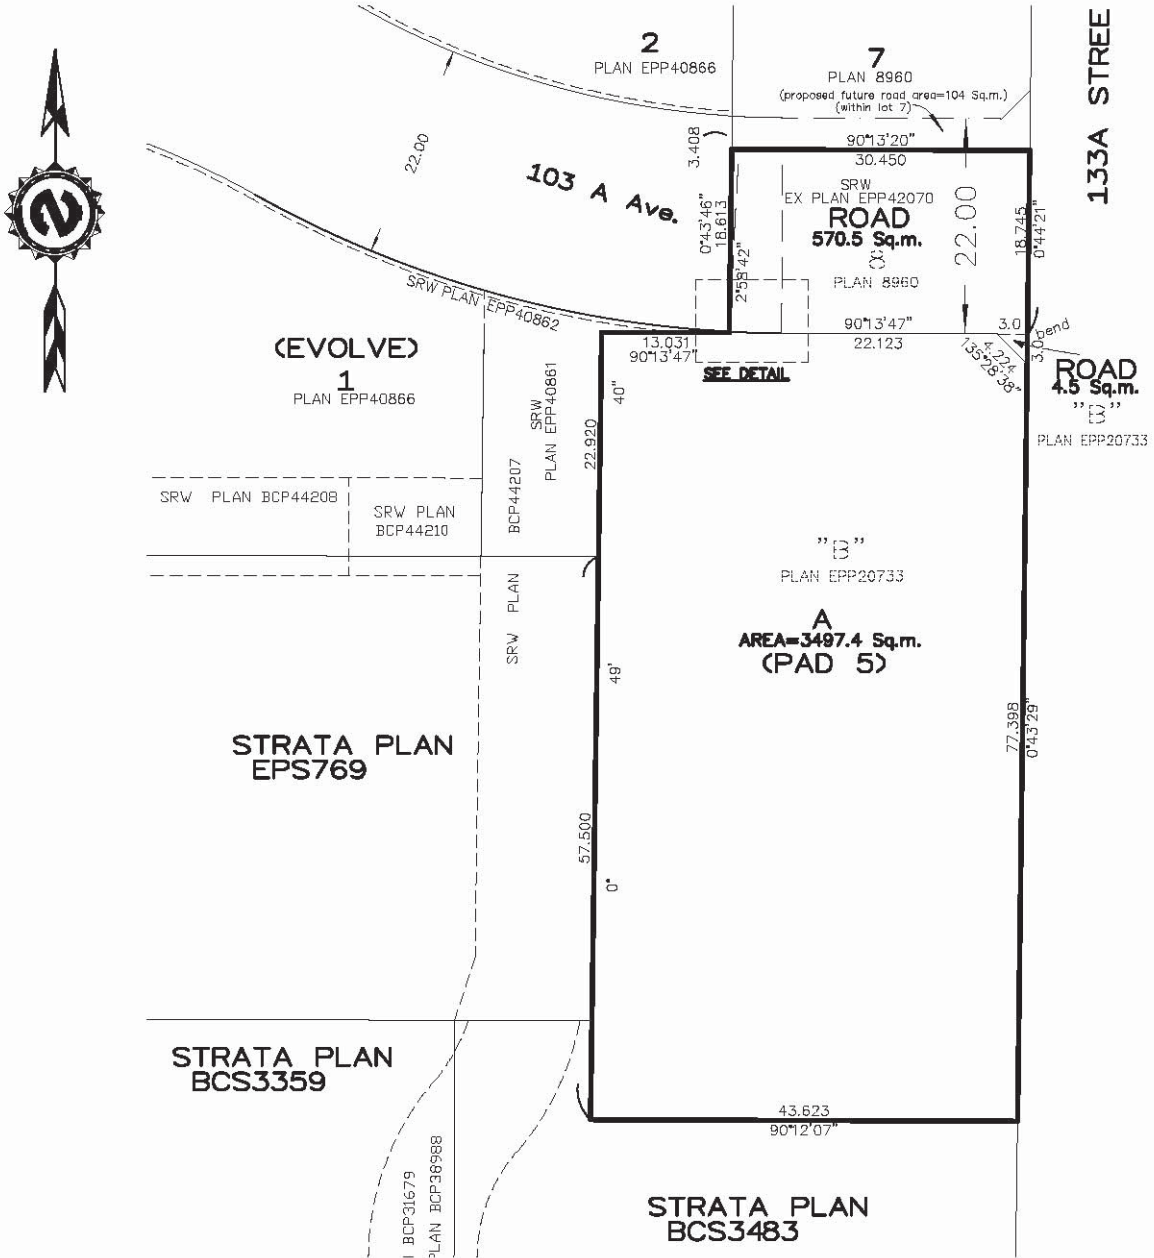 2
PLAN EPP40866
7
PLAN 8960
(proposed future road area=104 Sq.m.)
(within lot 7)
133A STREE
22.00
103 A Ave.
3.408
90°13'20"
30.450
SRW
EX PLAN EPP42070
ROAD
570.5 Sq.m.
8
PLAN 8960
0°43'46"
18.613
2°58'42"
22.00
18.745
0°44'21"
SRW PLAN EPP40862
13.031
90°13'47"
90°13'47"
22.123
3.0
bend
3.0
4.224
135°28'38"
SEE DETAIL
ROAD
4.5 Sq.m.
"B"
PLAN EPP20733
(EVOLVE)
1
PLAN EPP40866
SRW
PLAN EPP40861
40"
22.920
SRW PLAN BCP44208
SRW PLAN
BCP44210
SRW PLAN BCP44207
"B"
PLAN EPP20733
A
AREA=3497.4 Sq.m.
(PAD 5)
49'
77.398
0°43'29"
STRATA PLAN
EPS769
57.500
0°
STRATA PLAN
BCS3359
43.623
90°12'07"
BCP31679
PLAN BCP38988
STRATA PLAN
BCS3483